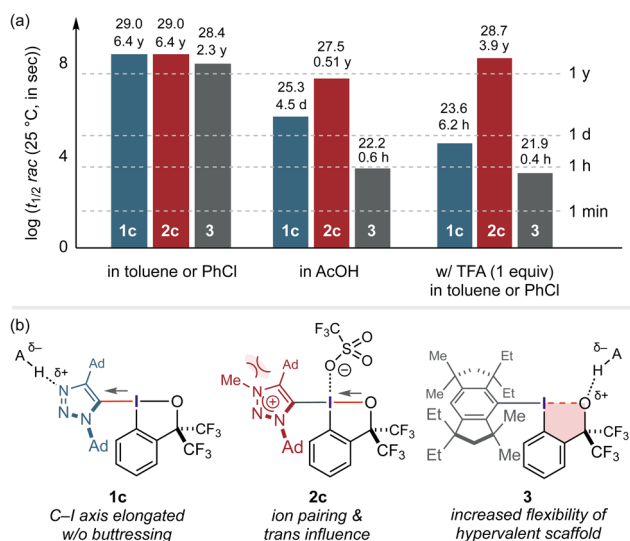 (a)
log (t1/2 rac (25 °C, in sec))
8
4
0
29.0
6.4 y
29.0
6.4 y
28.4
2.3 y
25.3
4.5 d
27.5
0.51 y
22.2
0.6 h
23.6
6.2 h
28.7
3.9 y
21.9
0.4 h
1 y
1 d
1 h
1 min
1c 2c 3
1c 2c 3
1c 2c 3
in toluene or PhCl
in AcOH
w/ TFA (1 equiv)
in toluene or PhCl
(b)
A
δ–
H
δ+
N
N
N
Ad
Ad
I
O
CF3
CF3
1c
C–I axis elongated
w/o buttressing
F3C
O
S
O
O
⊖
Me
Ad
N
N
N
⊕
Ad
I
O
CF3
CF3
2c
ion pairing &
trans influence
Me
Et
Me
Et
Et
Me
Et
Me
I
O
A
δ–
H
δ+
CF3
CF3
3
increased flexibility of
hypervalent scaffold